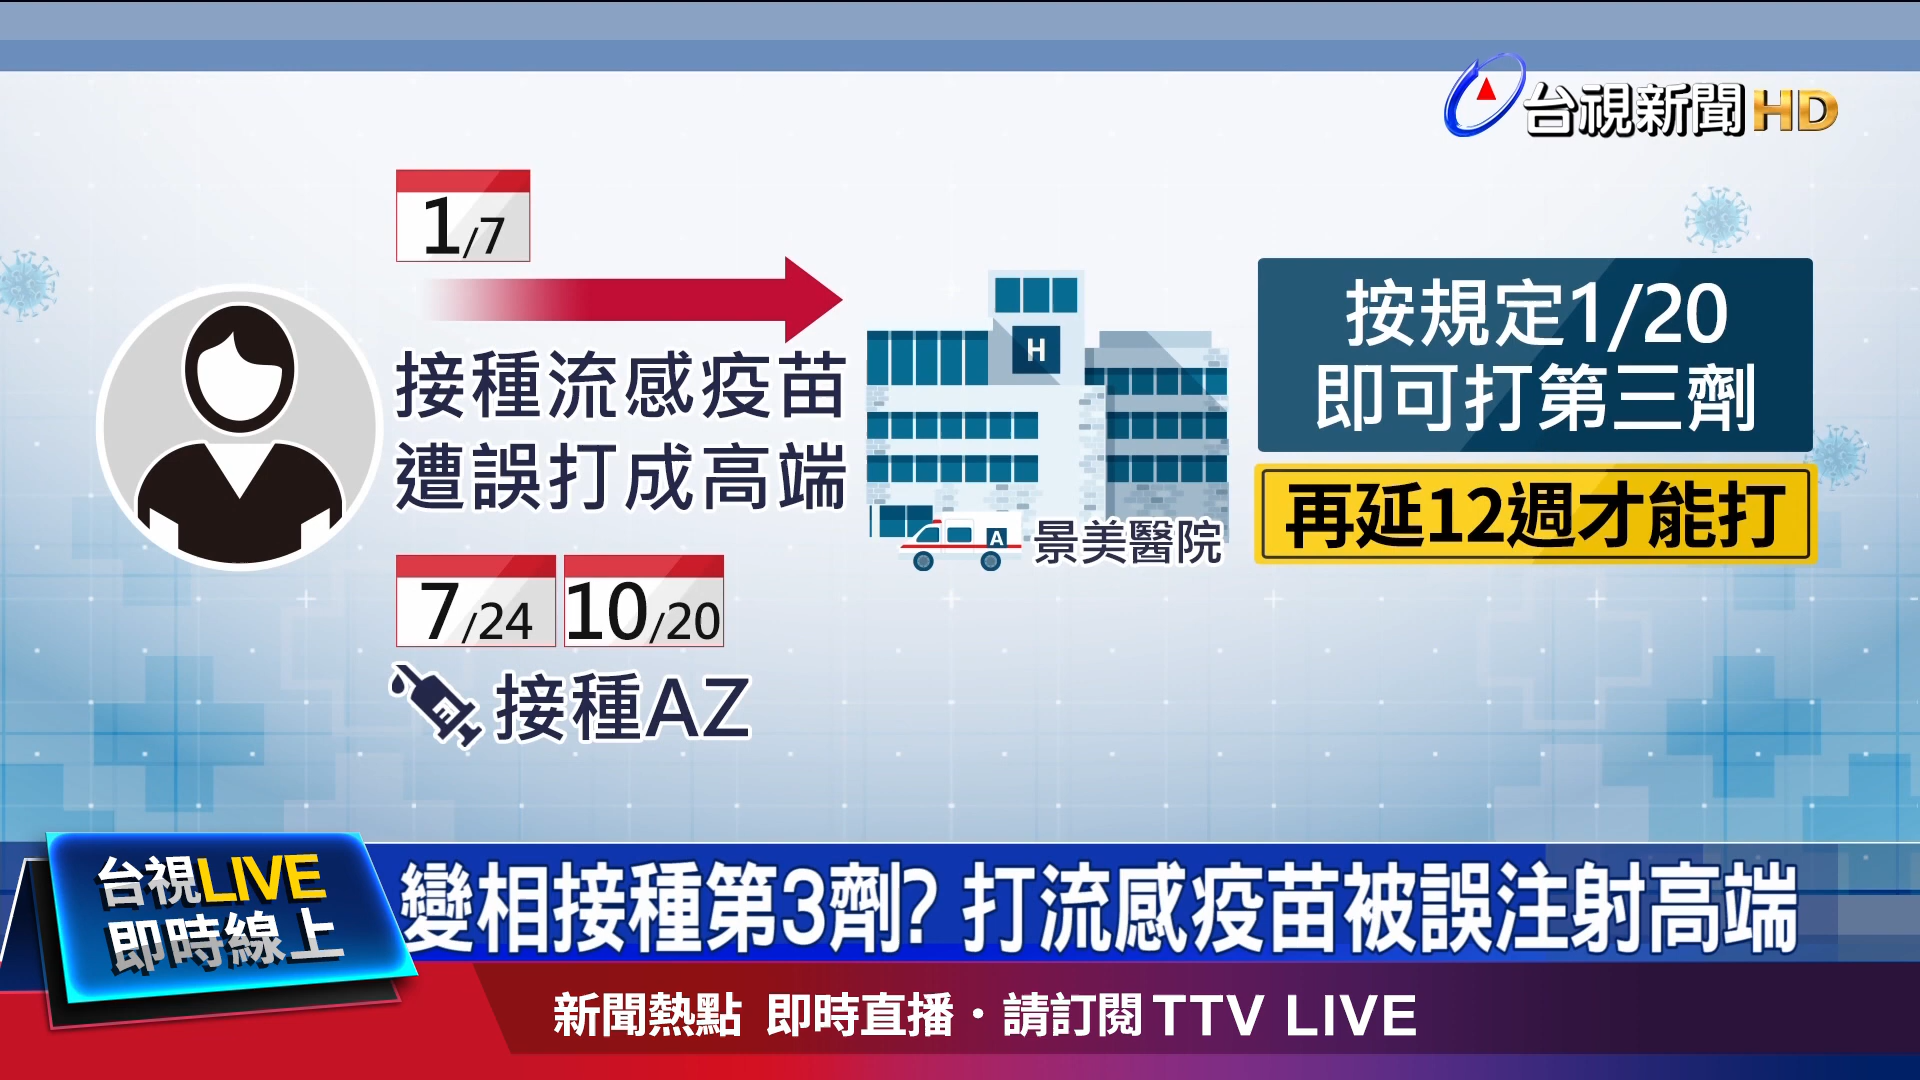 台視新聞HD
1/7
接種流感疫苗
遭誤打成高端
7/24
10/20
接種AZ
H
A
景美醫院
按規定1/20
即可打第三劑
再延12週才能打
台視LIVE
即時線上
變相接種第3劑? 打流感疫苗被誤注射高端
新聞熱點 即時直播·請訂閱TTV LIVE